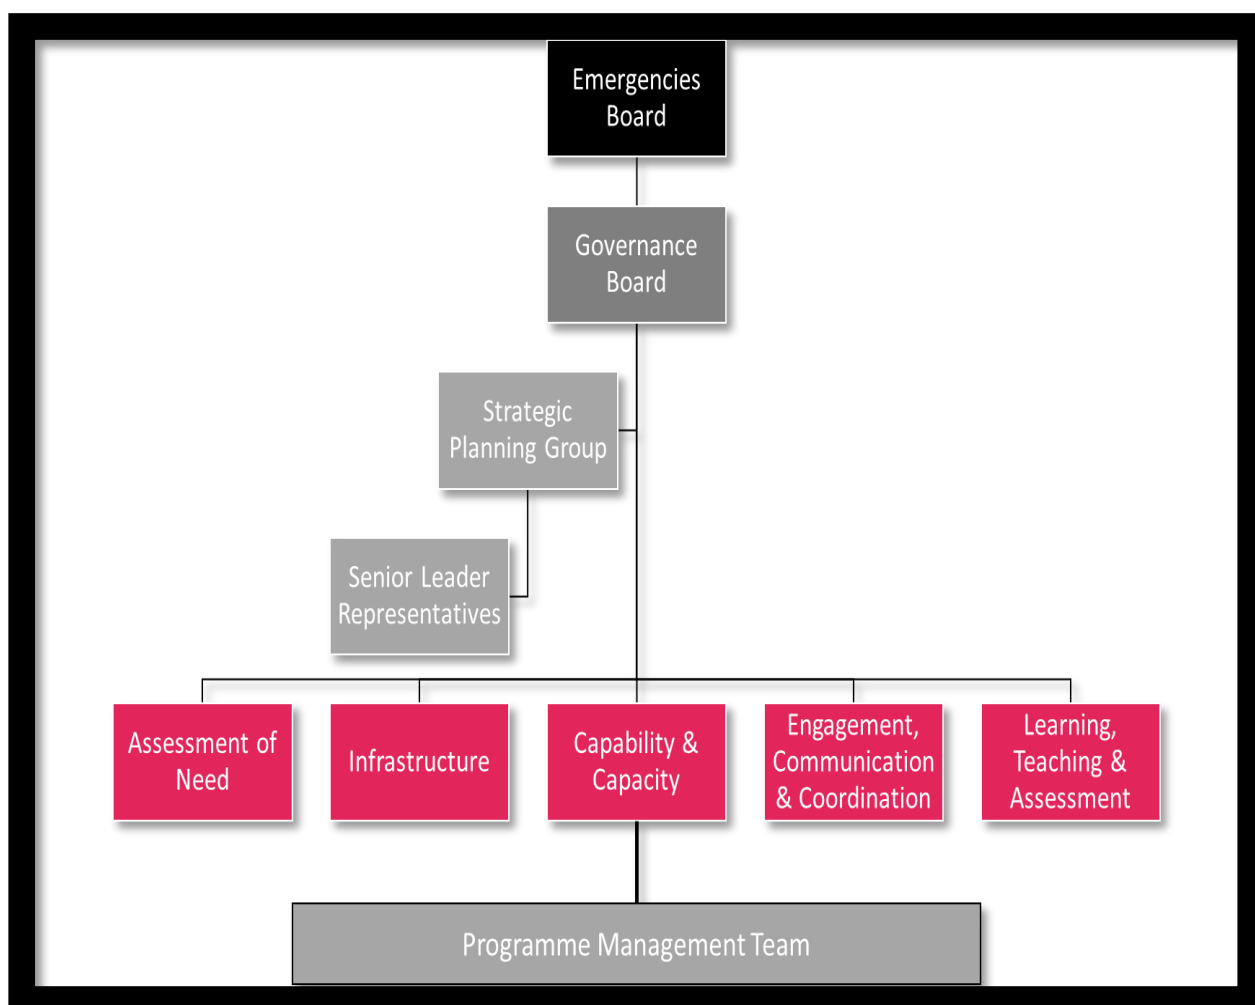 Emergencies
Board
Governance
Board
Strategic
Planning Group
Senior Leader
Representatives
Assessment of
Need
Infrastructure
Capability &
Capacity
Engagement,
Communication
& Coordination
Learning,
Teaching &
Assessment
Programme Management Team